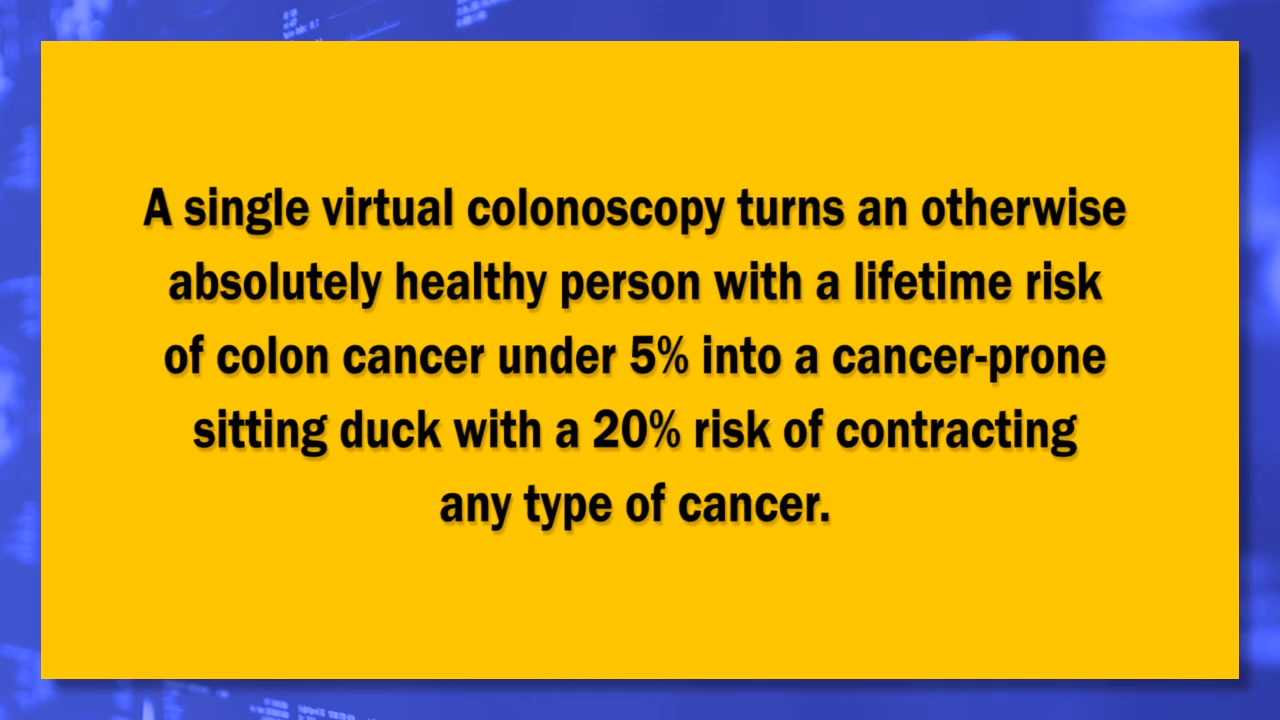 A single virtual colonoscopy turns an otherwise
absolutely healthy person with a lifetime risk
of colon cancer under 5% into a cancer-prone
sitting duck with a 20% risk of contracting
any type of cancer.